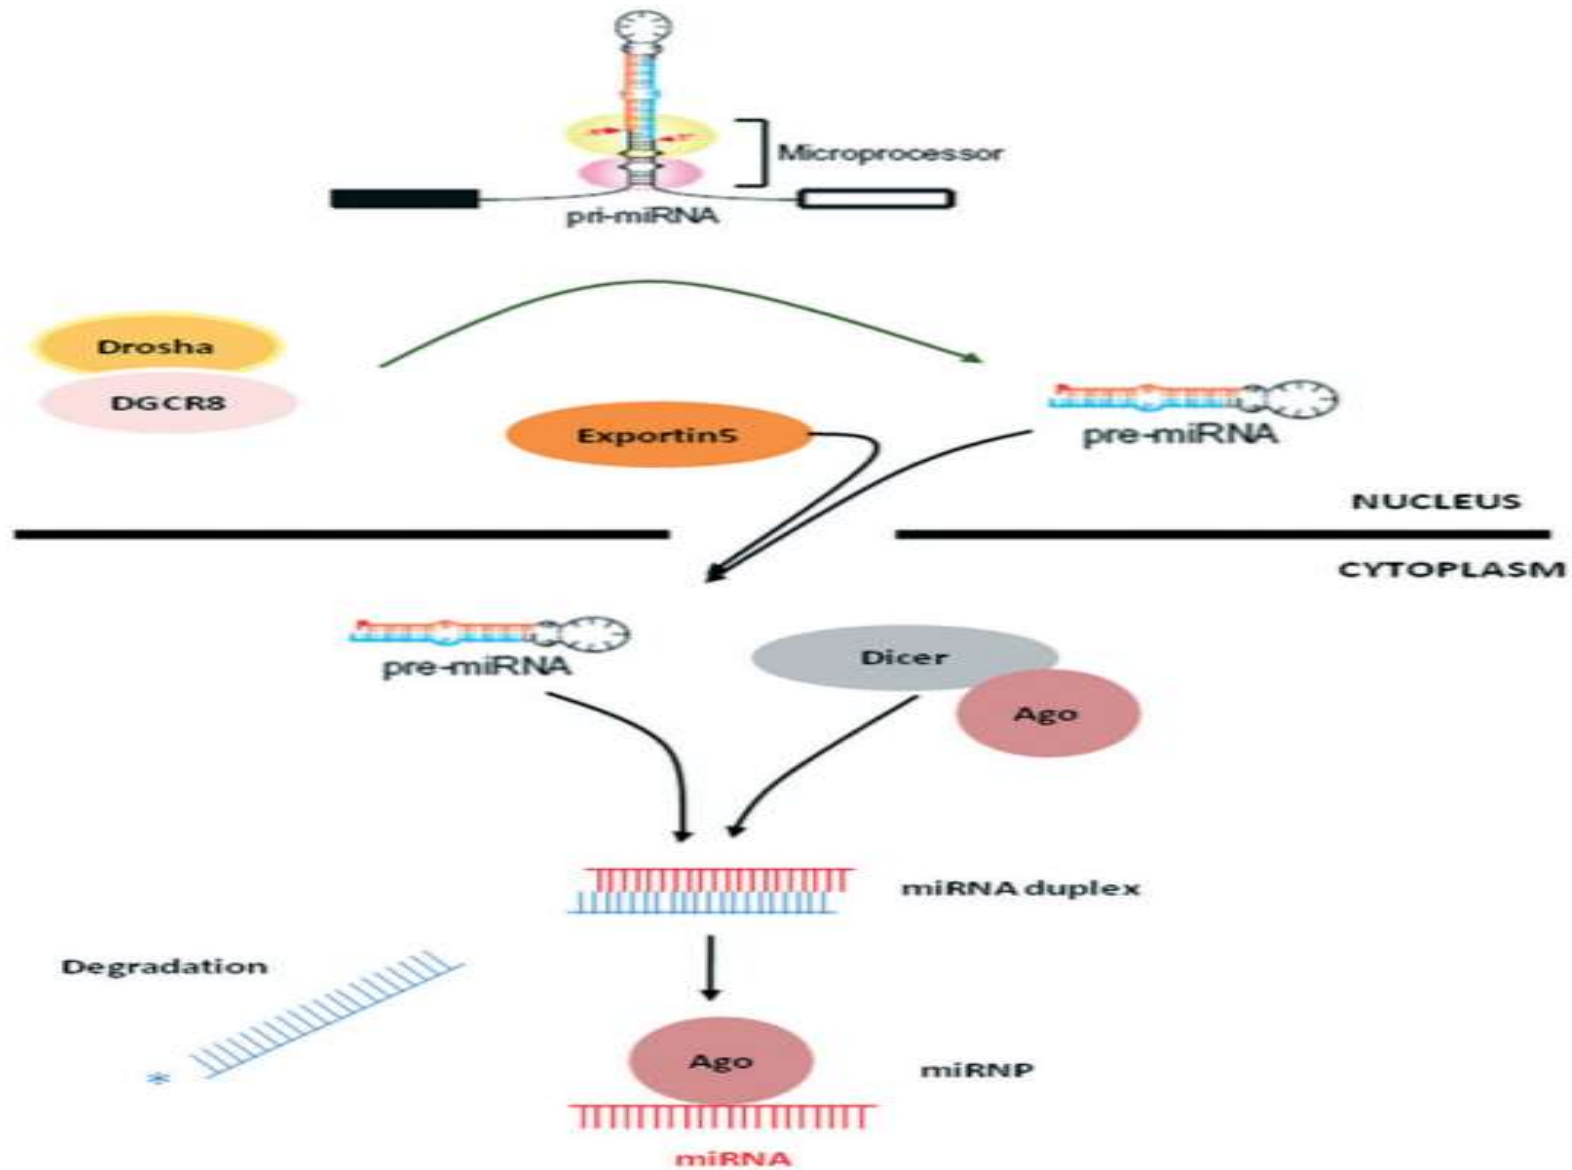 Microprocessor
pri-miRNA
Drosha
DGCR8
Exportin5
pre-miRNA
NUCLEUS
CYTOPLASM
pre-miRNA
Dicer
Ago
miRNA duplex
Degradation
*
Ago
miRNP
miRNA